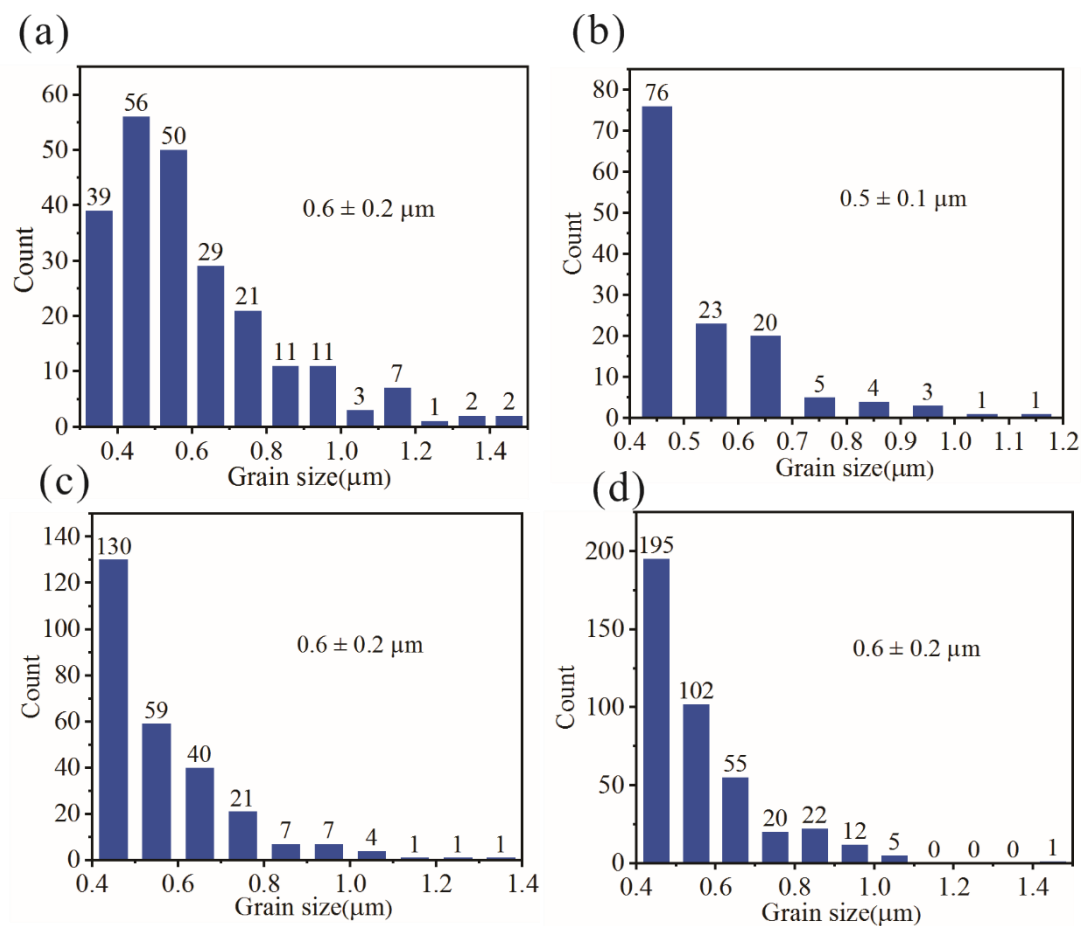 (a)
60
50
40
30
20
10
0
Count
39 56 50 29 21 11 11 3 7 1 2 2
0.6 ± 0.2 µm
0.4 0.6 0.8 1.0 1.2 1.4
Grain size(µm)
(b)
80
70
60
50
40
30
20
10
0
Count
76 23 20 5 4 3 1 1
0.5 ± 0.1 µm
0.4 0.5 0.6 0.7 0.8 0.9 1.0 1.1 1.2
Grain size(µm)
(c)
140
120
100
80
60
40
20
0
Count
130 59 40 21 7 7 4 1 1 1
0.6 ± 0.2 µm
0.4 0.6 0.8 1.0 1.2 1.4
Grain size(µm)
(d)
200
150
100
50
0
Count
195 102 55 20 22 12 5 0 0 0 1
0.6 ± 0.2 µm
0.4 0.6 0.8 1.0 1.2 1.4
Grain size(µm)